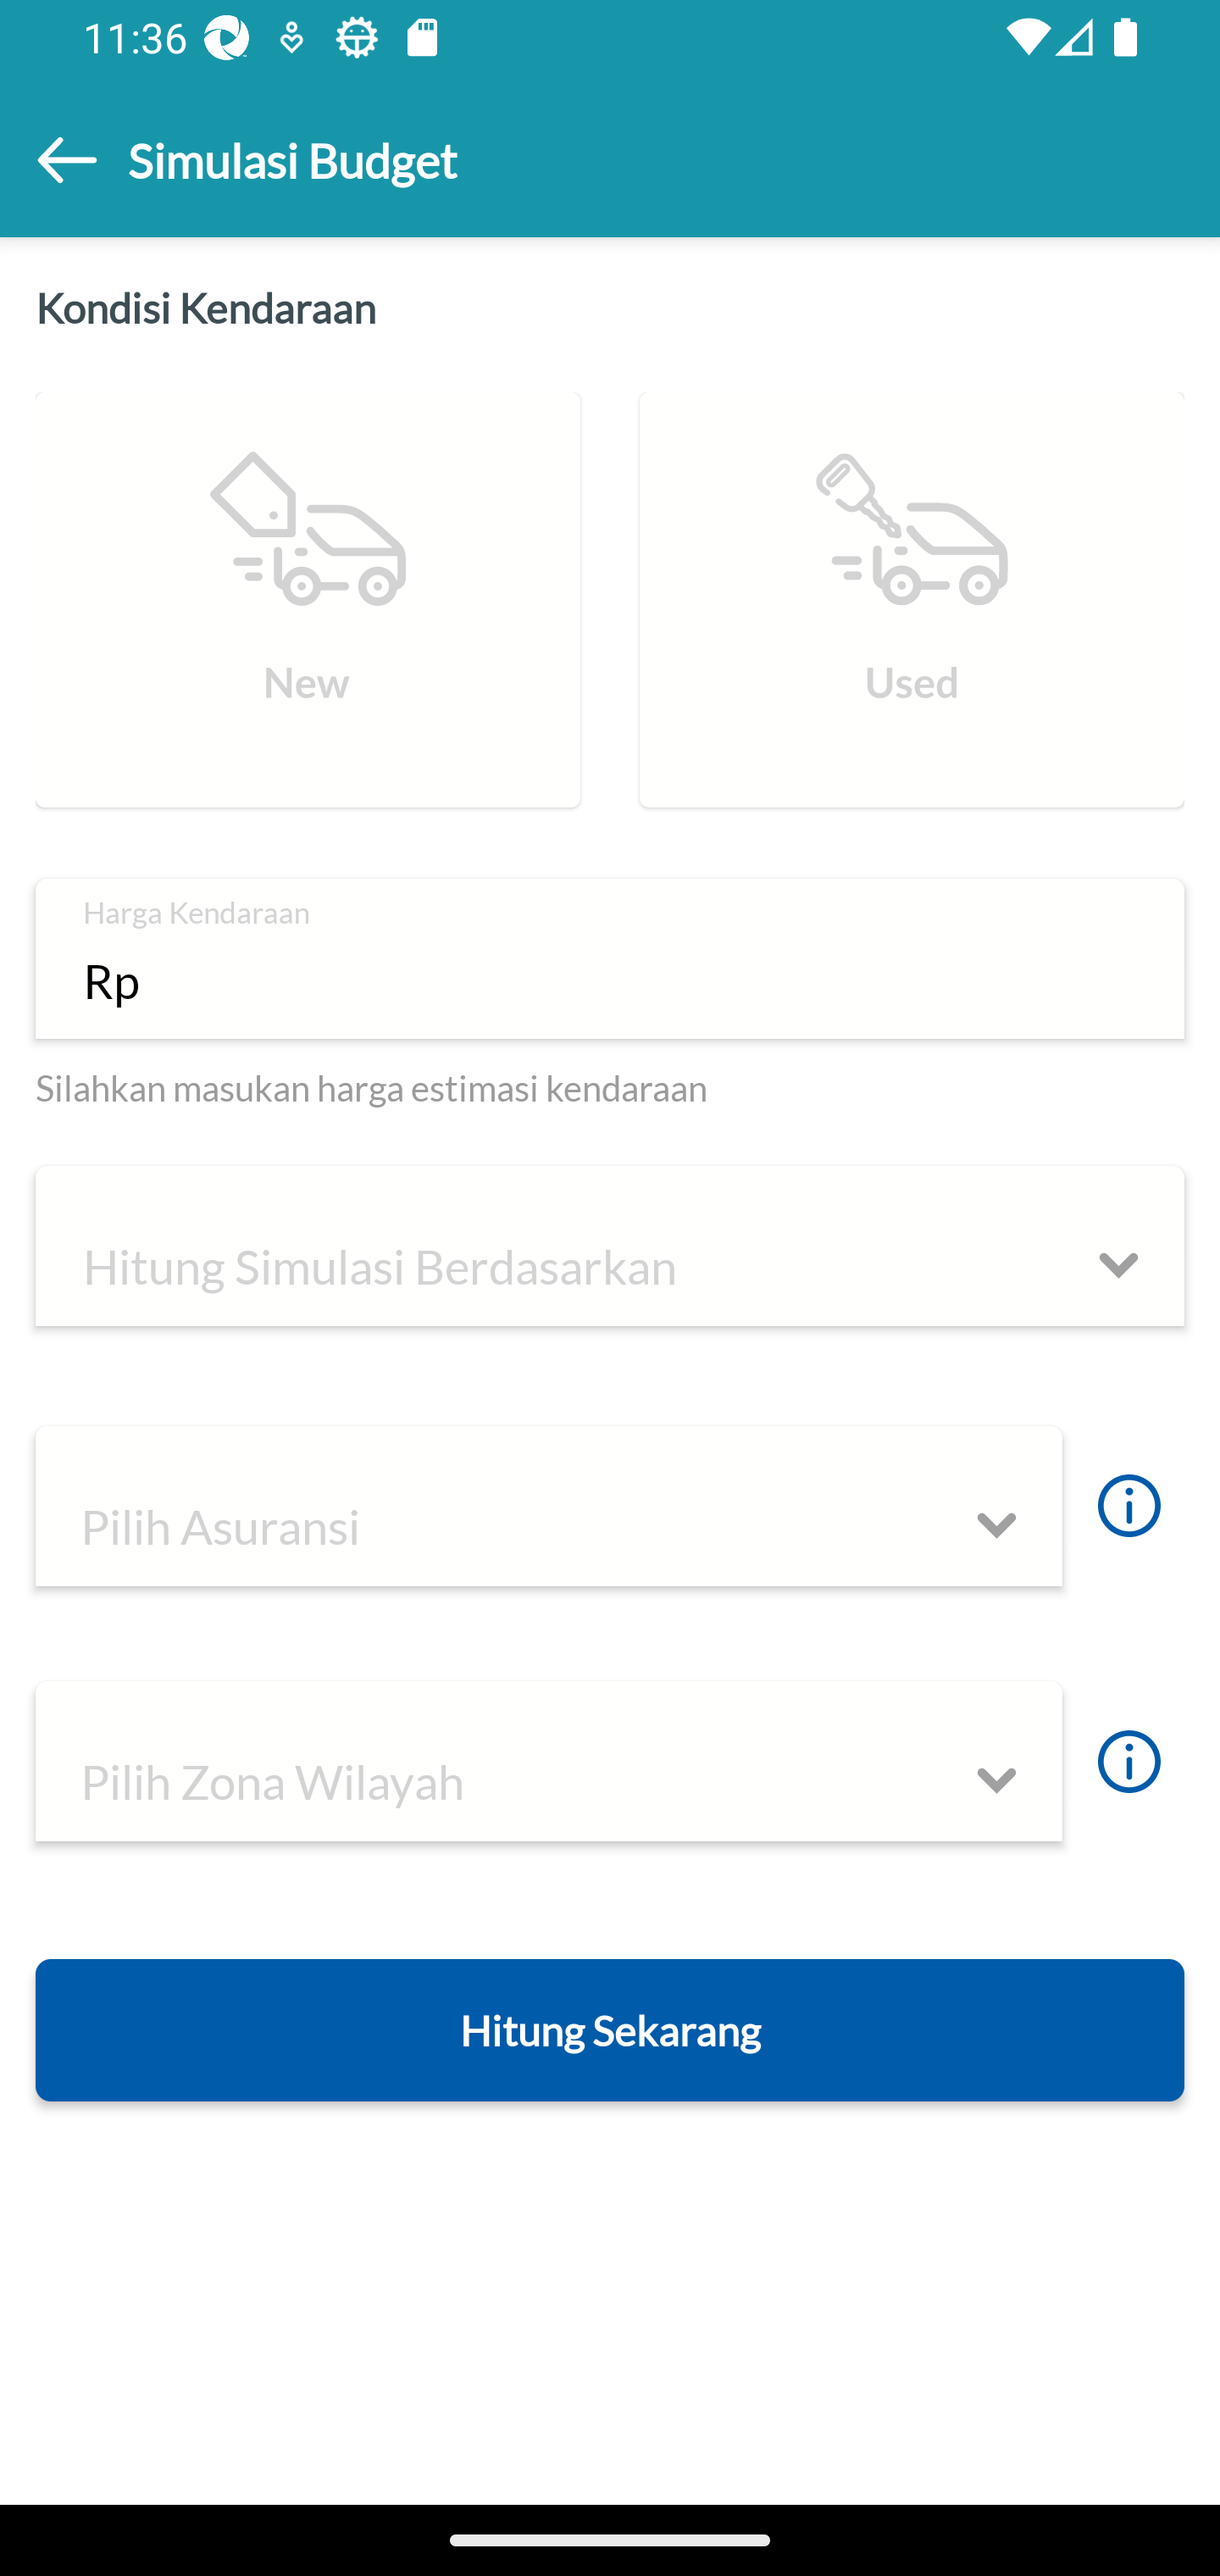 11:36
Simulasi Budget
Kondisi Kendaraan
New
Used
Harga Kendaraan
Rp
Silahkan masukan harga estimasi kendaraan
Hitung Simulasi Berdasarkan
Pilih Asuransi
Pilih Zona Wilayah
Hitung Sekarang